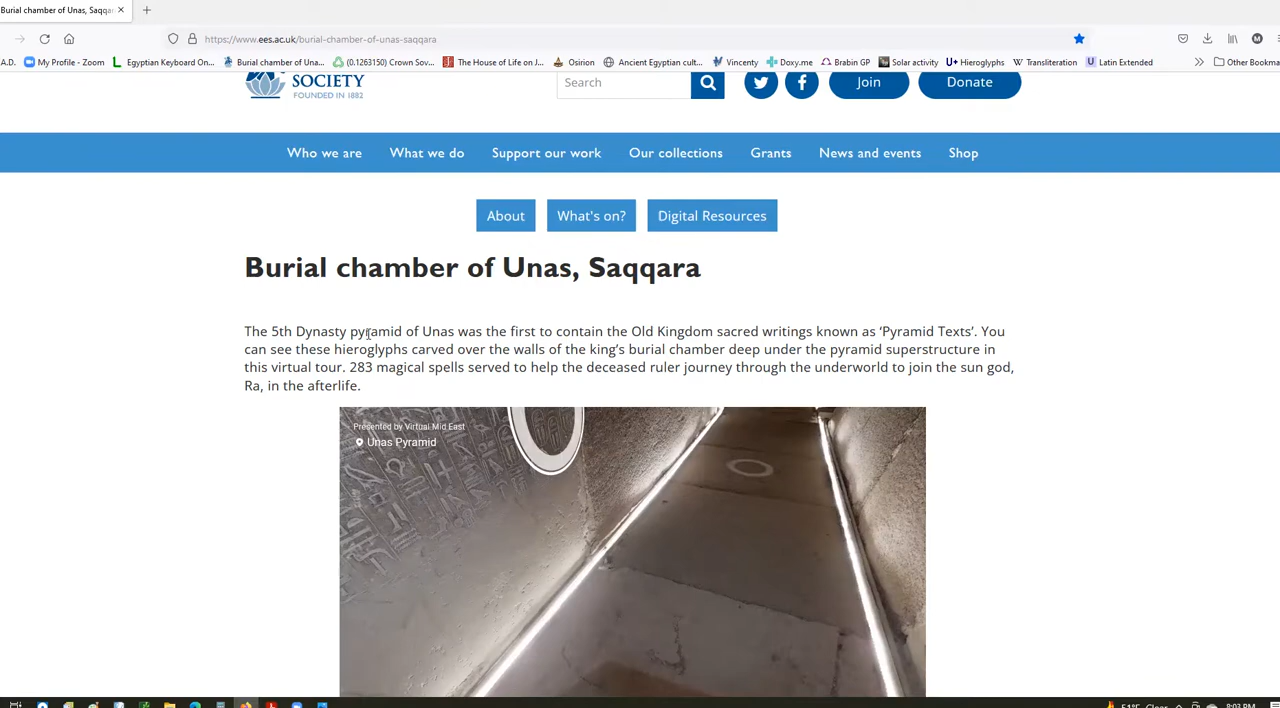 Burial chamber of Unas, Saqqar
https://www.ees.ac.uk/burial-chamber-of-unas-saqqara
A.D. My Profile - Zoom Egyptian Keyboard On... Burial chamber of Una... (0.1263150) Crown Sov... The House of Life on J... Osirion Ancient Egyptian cult... Vincenty Doxy.me Brabin GP Solar activity U+ Hieroglyphs W Transliteration U Latin Extended Other Bookma
SOCIETY
FOUNDED IN 1882
Search
Join
Donate
Who we are What we do Support our work Our collections Grants News and events Shop
About What's on? Digital Resources
Burial chamber of Unas, Saqqara
The 5th Dynasty pyramid of Unas was the first to contain the Old Kingdom sacred writings known as ‘Pyramid Texts’. You
can see these hieroglyphs carved over the walls of the king’s burial chamber deep under the pyramid superstructure in
this virtual tour. 283 magical spells served to help the deceased ruler journey through the underworld to join the sun god,
Ra, in the afterlife.
Presented by Virtual Mid East
Unas Pyramid
51°F Clear 8:03 PM